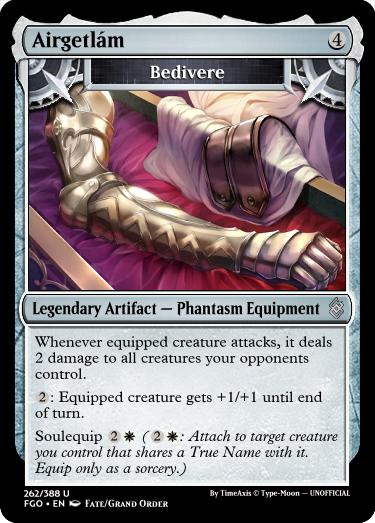 Airgetlám 4
Bedivere
Legendary Artifact — Phantasm Equipment
Whenever equipped creature attacks, it deals
2 damage to all creatures your opponents
control.
2: Equipped creature gets +1/+1 until end
of turn.
Soulequip 2 ( 2 : Attach to target creature
you control that shares a True Name with it.
Equip only as a sorcery.)
262/388 U
FGO • EN Fate/Grand Order
By TimeAxis © Type-Moon — UNOFFICIAL